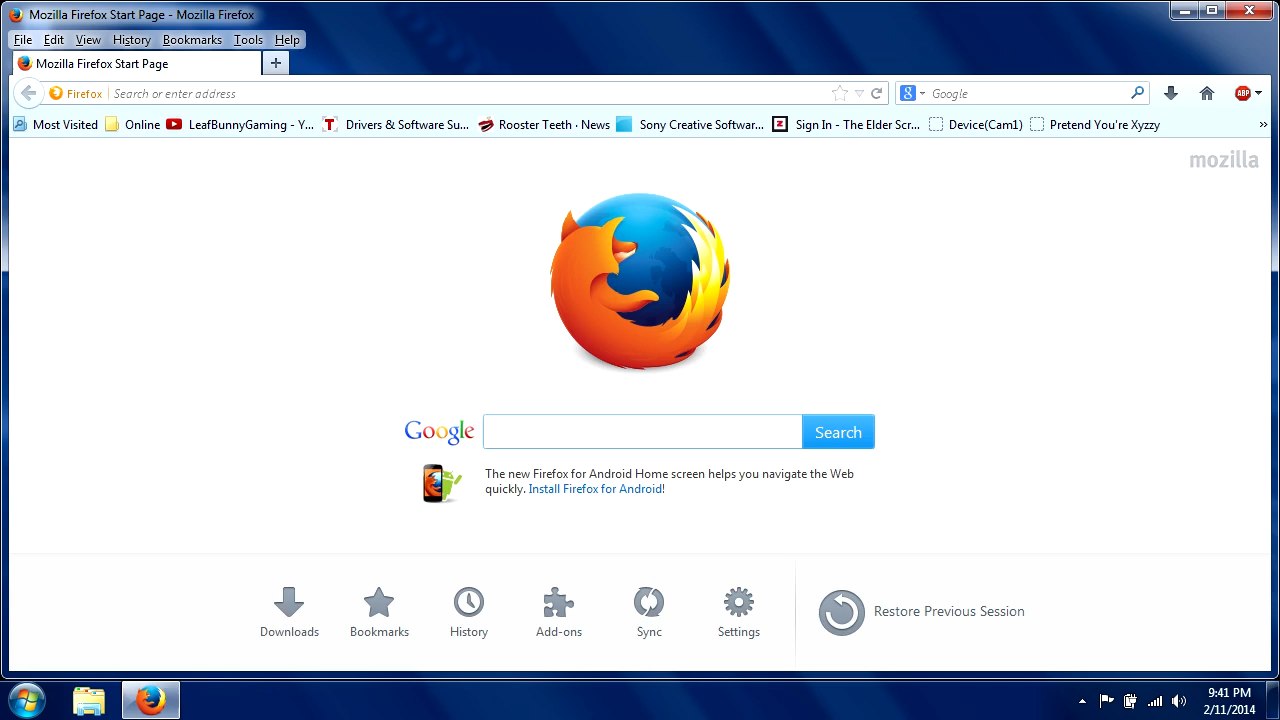 Mozilla Firefox Start Page - Mozilla Firefox
File Edit View History Bookmarks Tools Help
Mozilla Firefox Start Page
Firefox Search or enter address
8 Google
ABP
Most Visited Online LeafBunnyGaming - Y... T Drivers & Software Su... Rooster Teeth · News Sony Creative Softwar... Z Sign In - The Elder Scr... Device(Cam1) Pretend You're Xyzzy »
mozilla
Google Search
The new Firefox for Android Home screen helps you navigate the Web
quickly. Install Firefox for Android!
Downloads Bookmarks History Add-ons Sync Settings Restore Previous Session
9:41 PM
2/11/2014